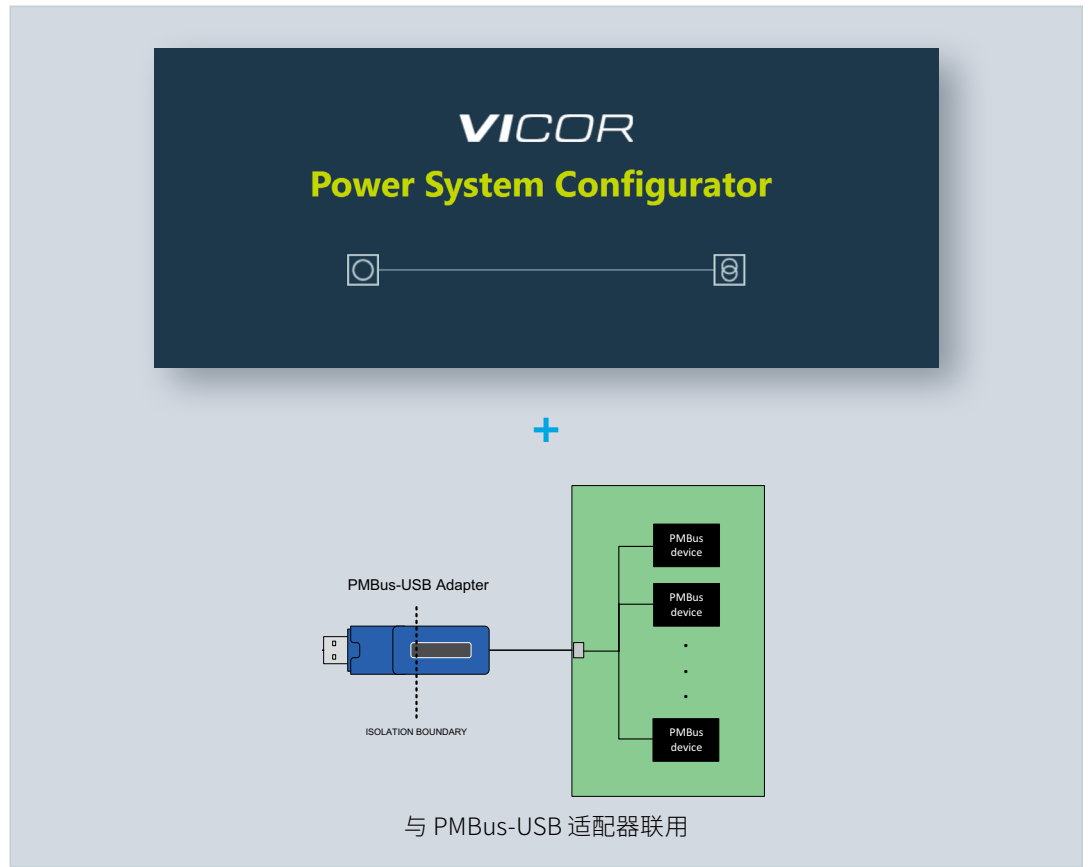 VICOR
Power System Configurator
+
PMBus-USB Adapter
ISOLATION BOUNDARY
PMBus
device
PMBus
device
PMBus
device
与 PMBus-USB 适配器联用